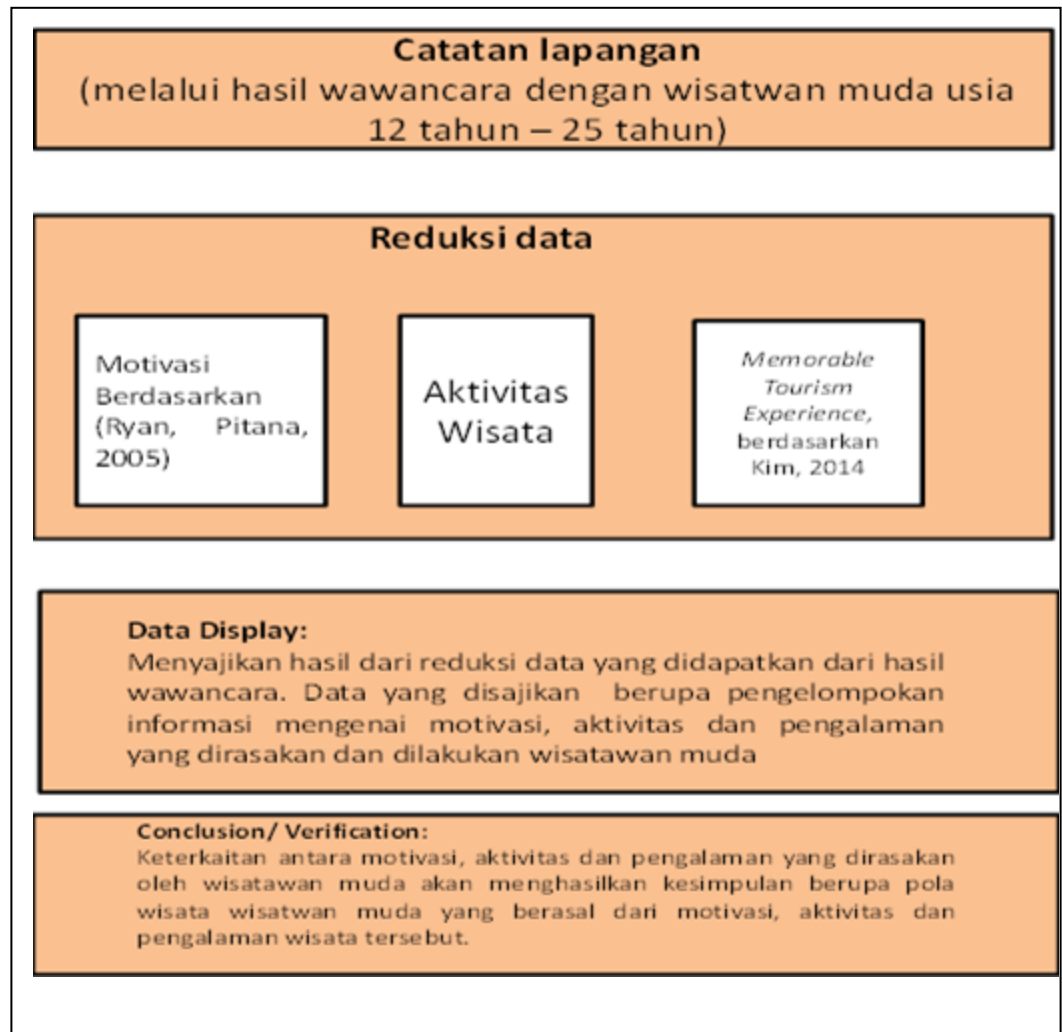 Catatan lapangan
(melalui hasil wawancara dengan wisatwan muda usia
12 tahun – 25 tahun)
Reduksi data
Motivasi
Berdasarkan
(Ryan, Pitana,
2005)
Aktivitas
Wisata
Memorable
Tourism
Experience,
berdasarkan
Kim, 2014
Data Display:
Menyajikan hasil dari reduksi data yang didapatkan dari hasil
wawancara. Data yang disajikan berupa pengelompokan
informasi mengenai motivasi, aktivitas dan pengalaman
yang dirasakan dan dilakukan wisatawan muda
Conclusion/ Verification:
Keterkaitan antara motivasi, aktivitas dan pengalaman yang dirasakan
oleh wisatawan muda akan menghasilkan kesimpulan berupa pola
wisata wisatwan muda yang berasal dari motivasi, aktivitas dan
pengalaman wisata tersebut.